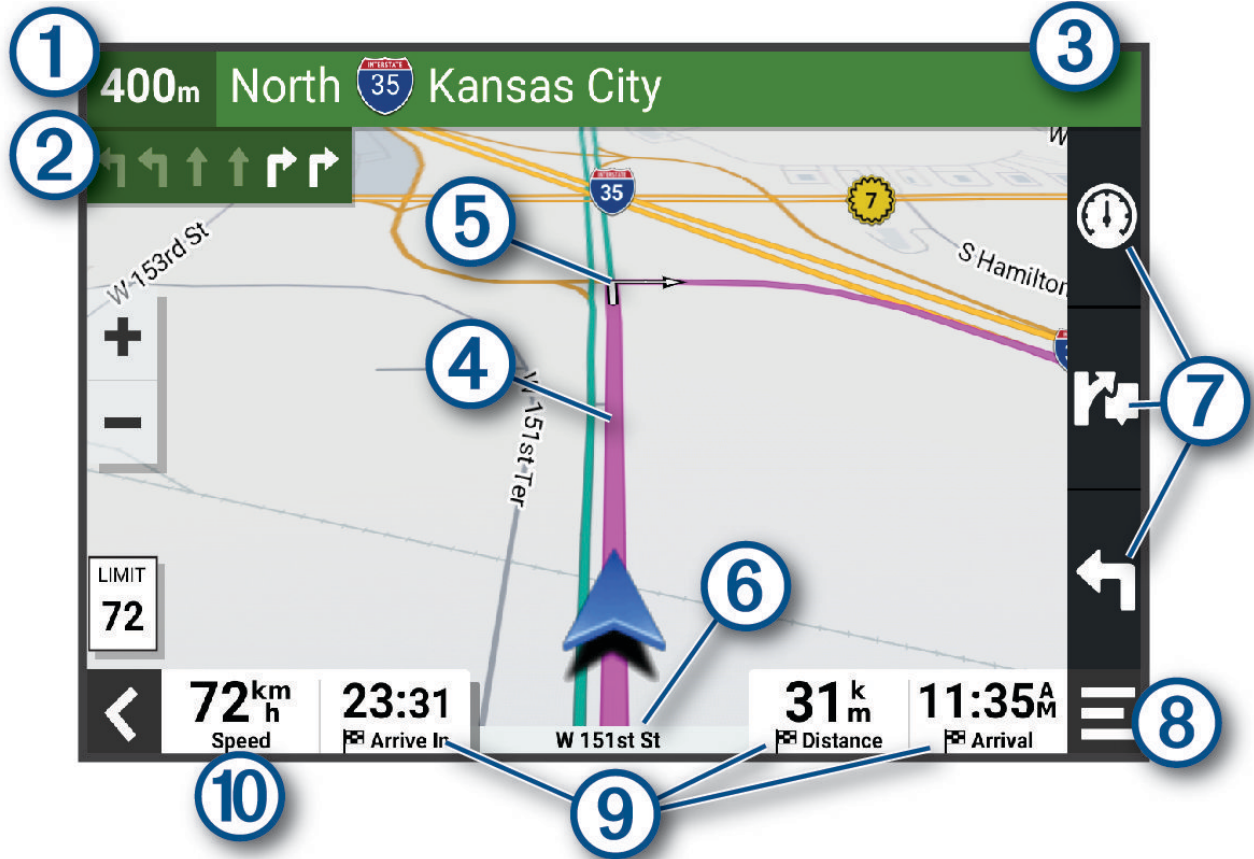 1
400m North INTERSTATE 35 Kansas City
3
2
W
INTERSTATE 35
7
5
W 153rd St
S Hamilton
+
4
7
−
W 151st Ter
LIMIT
72
6
72 km h
Speed
23:31
Arrive In
W 151st St
31 km
Distance
11:35 AM
Arrival
8
10
9